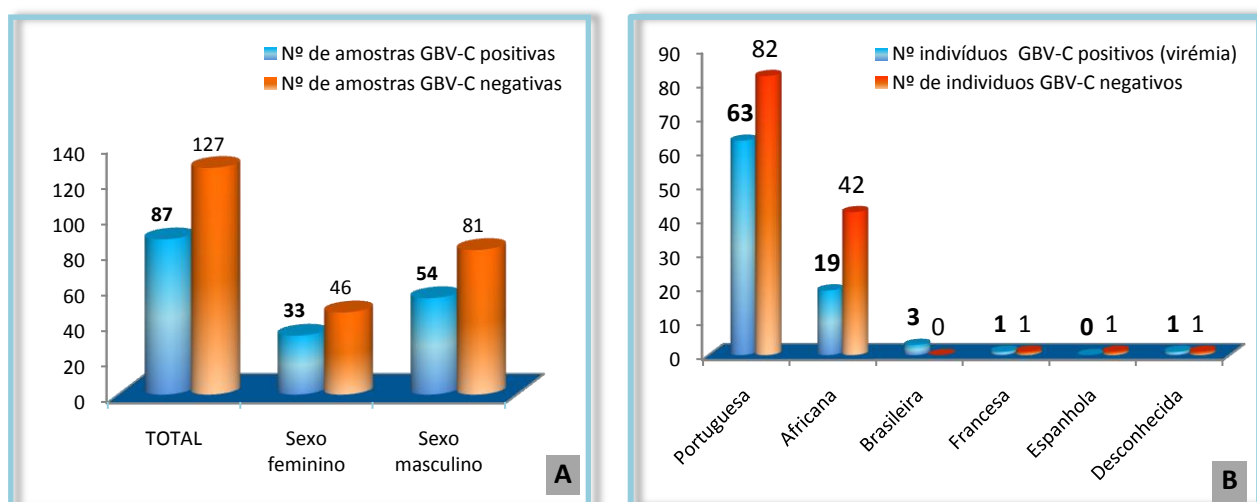 Nº de amostras GBV-C positivas
Nº de amostras GBV-C negativas
140
120
100
80
60
40
20
0
87
127
33
46
54
81
TOTAL
Sexo
feminino
Sexo
masculino
A
Nº indivíduos GBV-C positivos (virémia)
Nº de individuos GBV-C negativos
90
80
70
60
50
40
30
20
10
0
63
82
19
42
3
0
1
1
0
1
1
1
Portuguesa
Africana
Brasileira
Francesa
Espanhola
Desconhecida
B